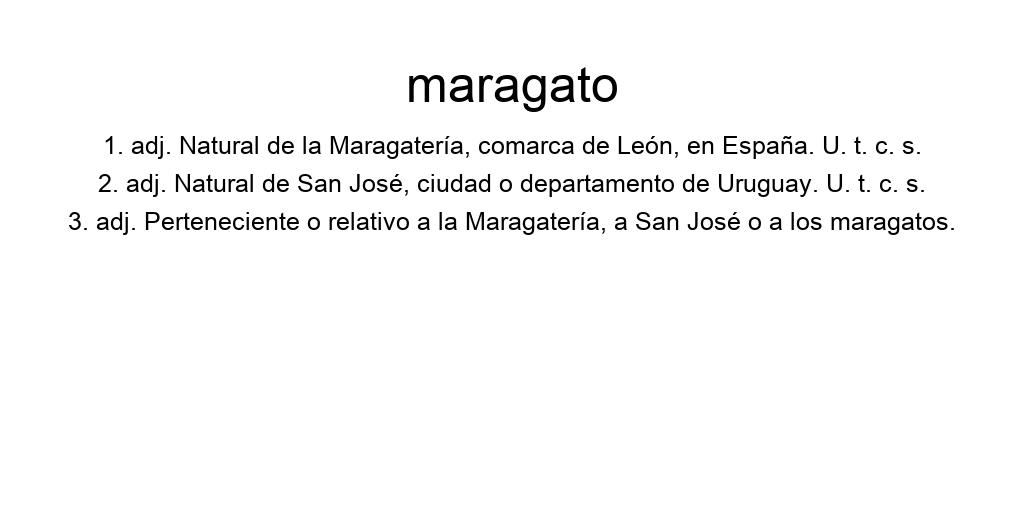 maragato
1. adj. Natural de la Maragatería, comarca de León, en España. U. t. c. s.
2. adj. Natural de San José, ciudad o departamento de Uruguay. U. t. c. s.
3. adj. Perteneciente o relativo a la Maragatería, a San José o a los maragatos.